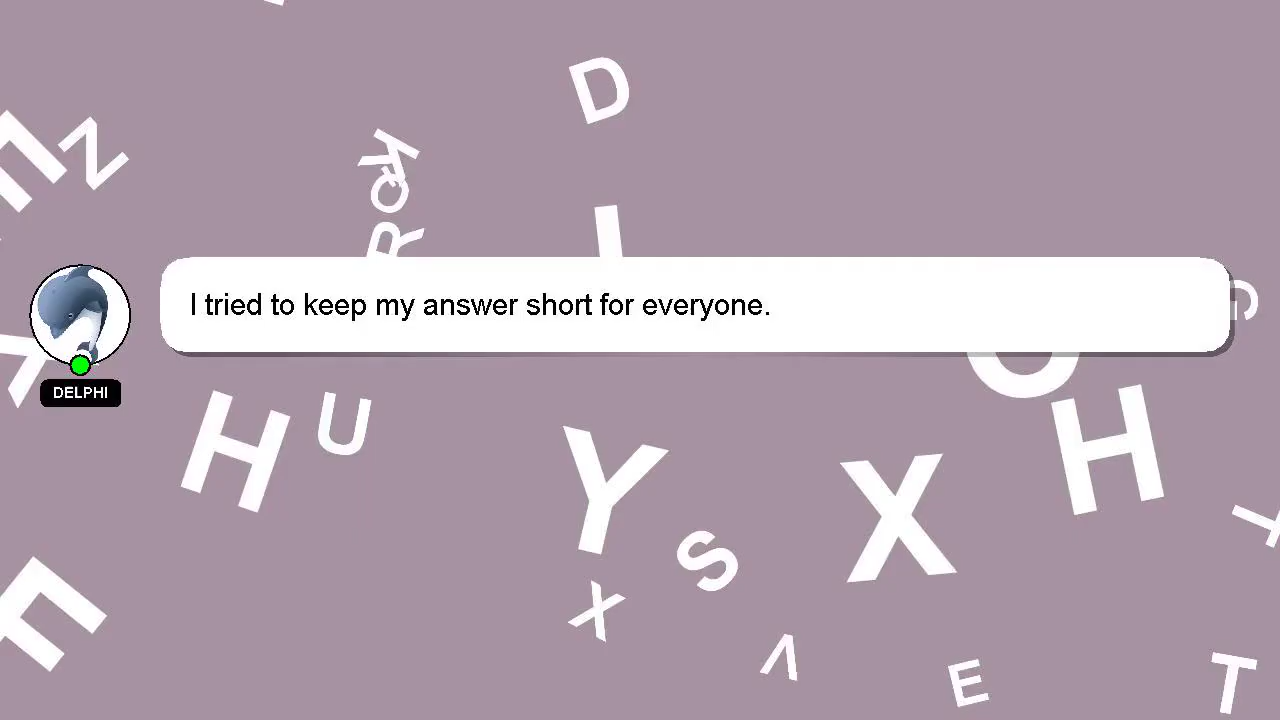 D
Z
K
R
I
I tried to keep my answer short for everyone.
DELPHI
H
U
Y
X
H
S
X
V
E
T